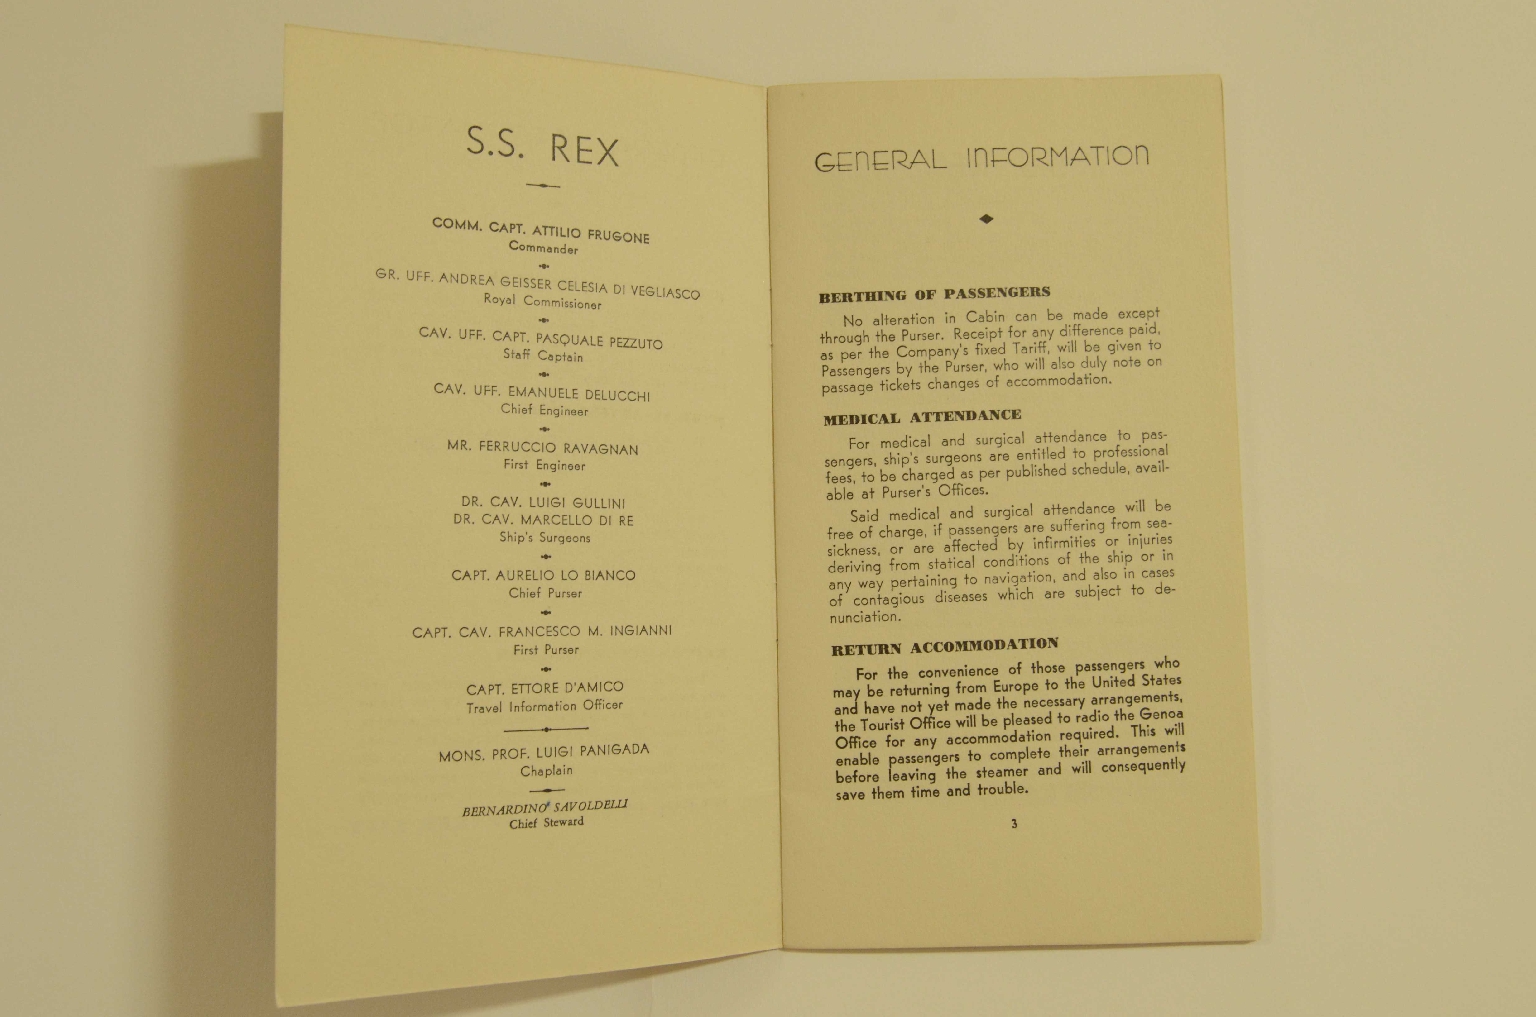 S.S. REX
COMM. CAPT. ATTILIO FRUGONE
Commander
GR. UFF. ANDREA GEISSER CELESIA DI VEGLIASCO
Royal Commissioner
CAV. UFF. CAPT. PASQUALE PEZZUTO
Staff Captain
CAV. UFF. EMANUELE DELUCCHI
Chief Engineer
MR. FERRUCCIO RAVAGNAN
First Engineer
DR. CAV. LUIGI GULLINI
DR. CAV. MARCELLO DI RE
Ship's Surgeons
CAPT. AURELIO LO BIANCO
Chief Purser
CAPT. CAV. FRANCESCO M. INGIANNI
First Purser
CAPT. ETTORE D'AMICO
Travel Information Officer
MONS. PROF. LUIGI PANIGADA
Chaplain
BERNARDINO SAVOLDELLI
Chief Steward
GENERAL INFORMATION
BERTHING OF PASSENGERS
No alteration in Cabin can be made except
through the Purser. Receipt for any difference paid,
as per the Company's fixed Tariff, will be given to
Passengers by the Purser, who will also duly note on
passage tickets changes of accommodation.
MEDICAL ATTENDANCE
For medical and surgical attendance to pas-
sengers, ship's surgeons are entitled to professional
fees, to be charged as per published schedule, avail-
able at Purser's Offices.
Said medical and surgical attendance will be
free of charge, if passengers are suffering from sea-
sickness, or are affected by infirmities or injuries
deriving from statical conditions of the ship or in
any way pertaining to navigation, and also in cases
of contagious diseases which are subject to de-
nunciation.
RETURN ACCOMMODATION
For the convenience of those passengers who
may be returning from Europe to the United States
and have not yet made the necessary arrangements,
the Tourist Office will be pleased to radio the Genoa
Office for any accommodation required. This will
enable passengers to complete their arrangements
before leaving the steamer and will consequently
save them time and trouble.
3